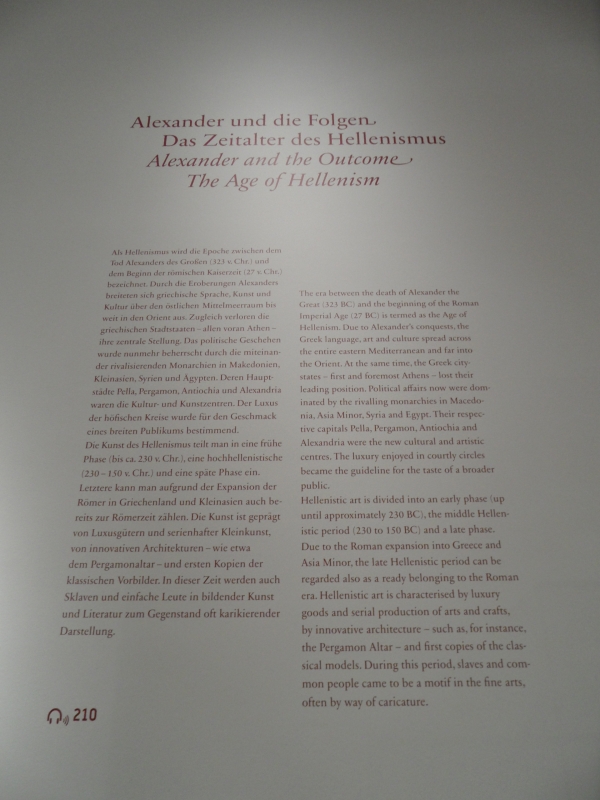 Alexander und die Folgen
Das Zeitalter des Hellenismus
Alexander and the Outcome
The Age of Hellenism
Als Hellenismus wird die Epoche zwischen dem
Tod Alexanders des Großen (323 v. Chr.) und
dem Beginn der römischen Kaiserzeit (27 v. Chr.)
bezeichnet. Durch die Eroberungen Alexanders
breiteten sich griechische Sprache, Kunst und
Kultur über den östlichen Mittelmeerraum bis
weit in den Orient aus. Zugleich verloren die
griechischen Stadtstaaten – allen voran Athen –
ihre zentrale Stellung. Das politische Geschehen
wurde nunmehr beherrscht durch die miteinan-
der rivalisierenden Monarchien in Makedonien,
Kleinasien, Syrien und Ägypten. Deren Haupt-
städte Pella, Pergamon, Antiochia und Alexandria
waren die Kultur- und Kunstzentren. Der Luxus
der höfischen Kreise wurde für den Geschmack
eines breiten Publikums bestimmend.
Die Kunst des Hellenismus teilt man in eine frühe
Phase (bis ca. 230 v. Chr.), eine hochhellenistische
(230 – 150 v. Chr.) und eine späte Phase ein.
Letztere kann man aufgrund der Expansion der
Römer in Griechenland und Kleinasien auch be-
reits zur Römerzeit zählen. Die Kunst ist geprägt
von Luxusgütern und serienhafter Kleinkunst,
von innovativen Architekturen – wie etwa
dem Pergamonaltar – und ersten Kopien der
klassischen Vorbilder. In dieser Zeit werden auch
Sklaven und einfache Leute in bildender Kunst
und Literatur zum Gegenstand oft karikierender
Darstellung.
The era between the death of Alexander the
Great (323 BC) and the beginning of the Roman
Imperial Age (27 BC) is termed as the Age of
Hellenism. Due to Alexander's conquests, the
Greek language, art and culture spread across
the entire eastern Mediterranean and far into
the Orient. At the same time, the Greek city-
states – first and foremost Athens – lost their
leading position. Political affairs now were dom-
inated by the rivalling monarchies in Macedo-
nia, Asia Minor, Syria and Egypt. Their respec-
tive capitals Pella, Pergamon, Antiochia and
Alexandria were the new cultural and artistic
centres. The luxury enjoyed in courtly circles
became the guideline for the taste of a broader
public.
Hellenistic art is divided into an early phase (up
until approximately 230 BC), the middle Hellen-
istic period (230 to 150 BC) and a late phase.
Due to the Roman expansion into Greece and
Asia Minor, the late Hellenistic period can be
regarded also as a ready belonging to the Roman
era. Hellenistic art is characterised by luxury
goods and serial production of arts and crafts,
by innovative architecture – such as, for instance,
the Pergamon Altar – and first copies of the clas-
sical models. During this period, slaves and com-
mon people came to be a motif in the fine arts,
often by way of caricature.
210